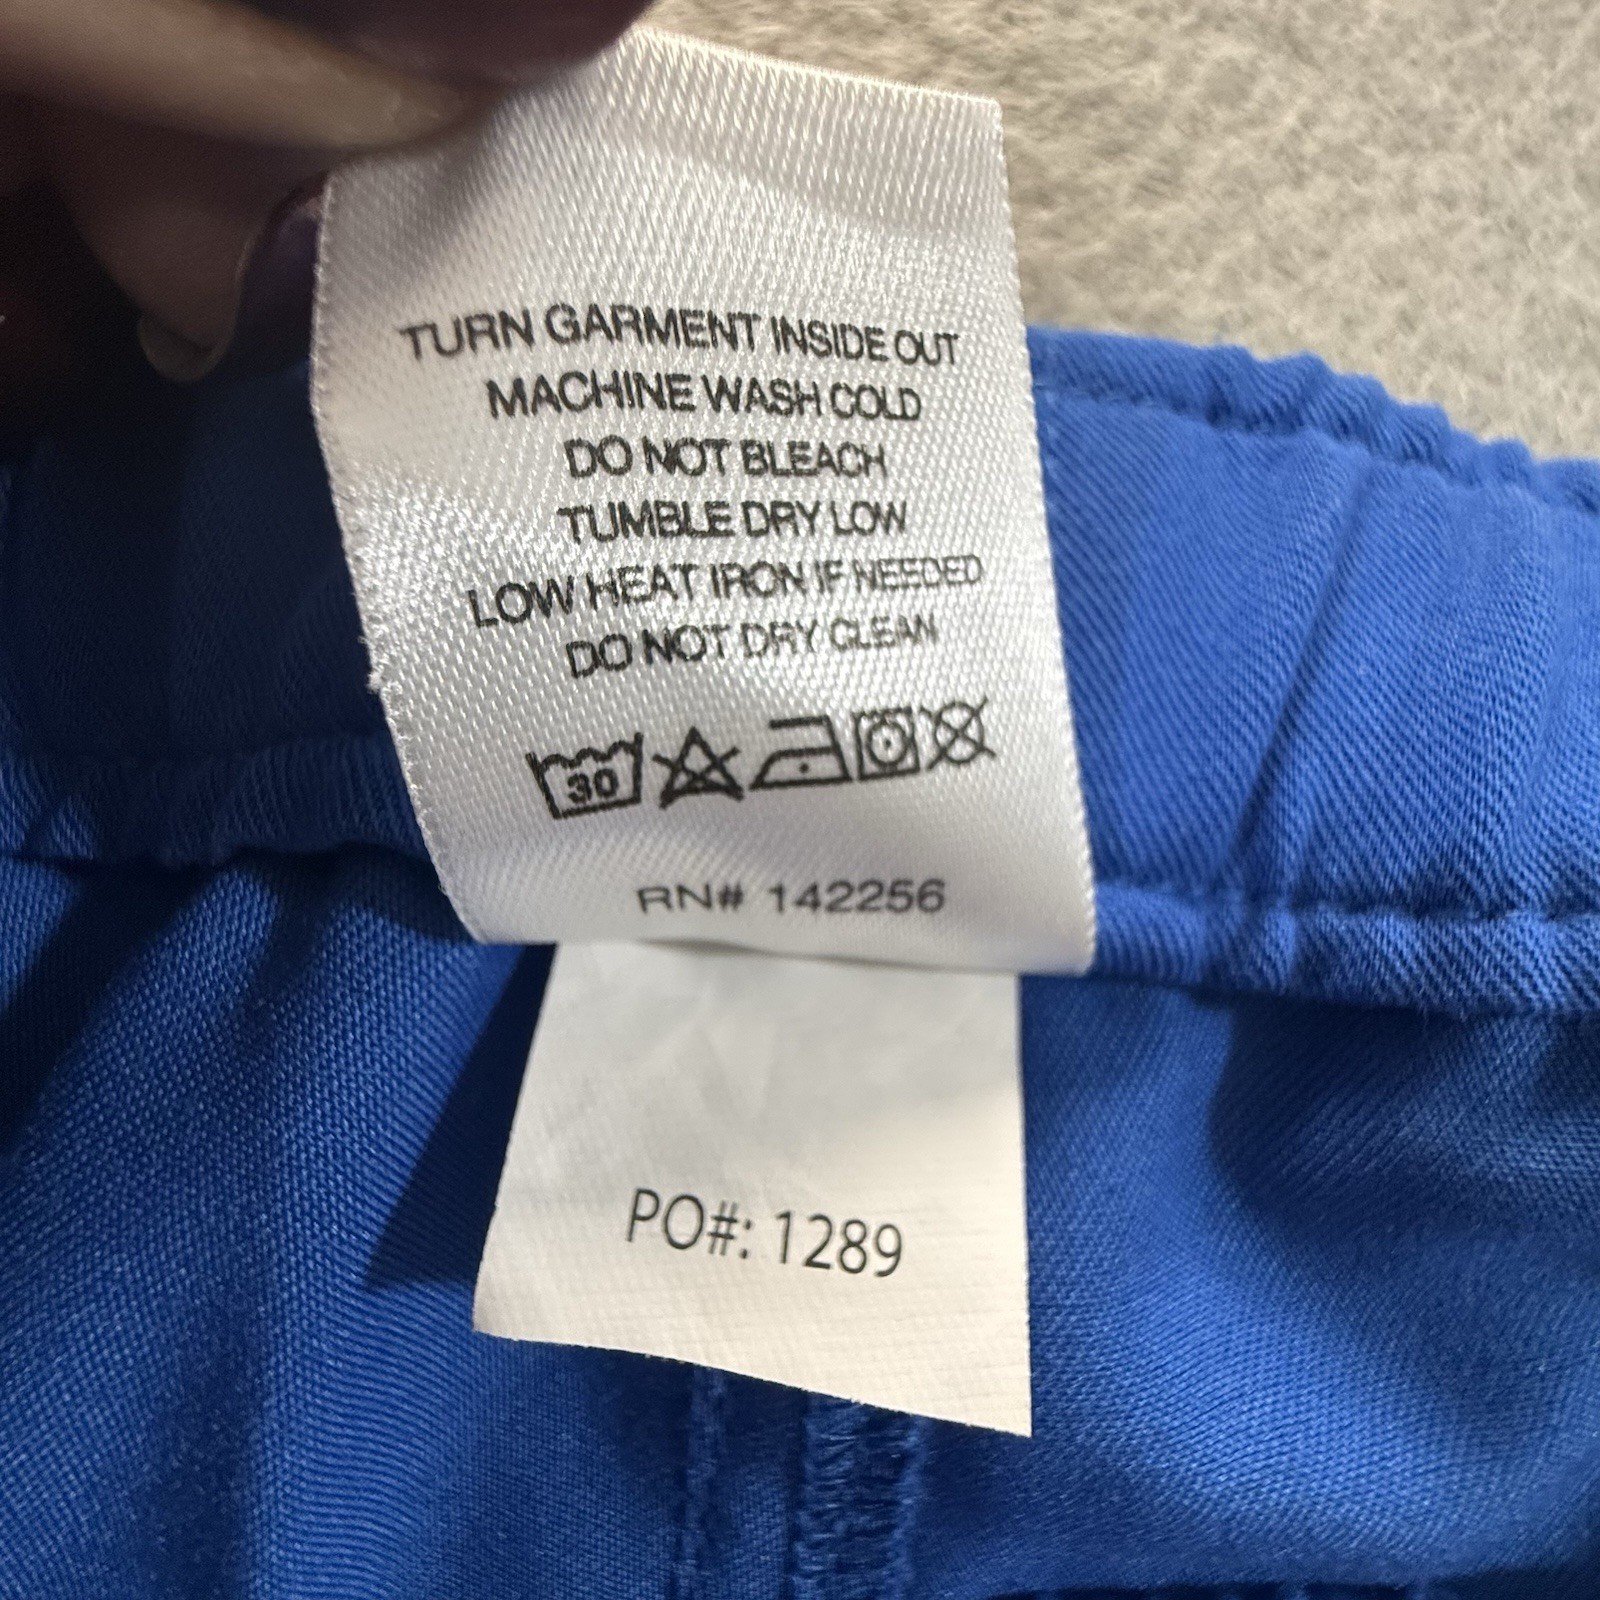 TURN GARMENT INSIDE OUT
MACHINE WASH COLD
DO NOT BLEACH
TUMBLE DRY LOW
LOW HEAT IRON IF NEEDED
DO NOT DRY CLEAN
30
RN# 142256
PO#: 1289